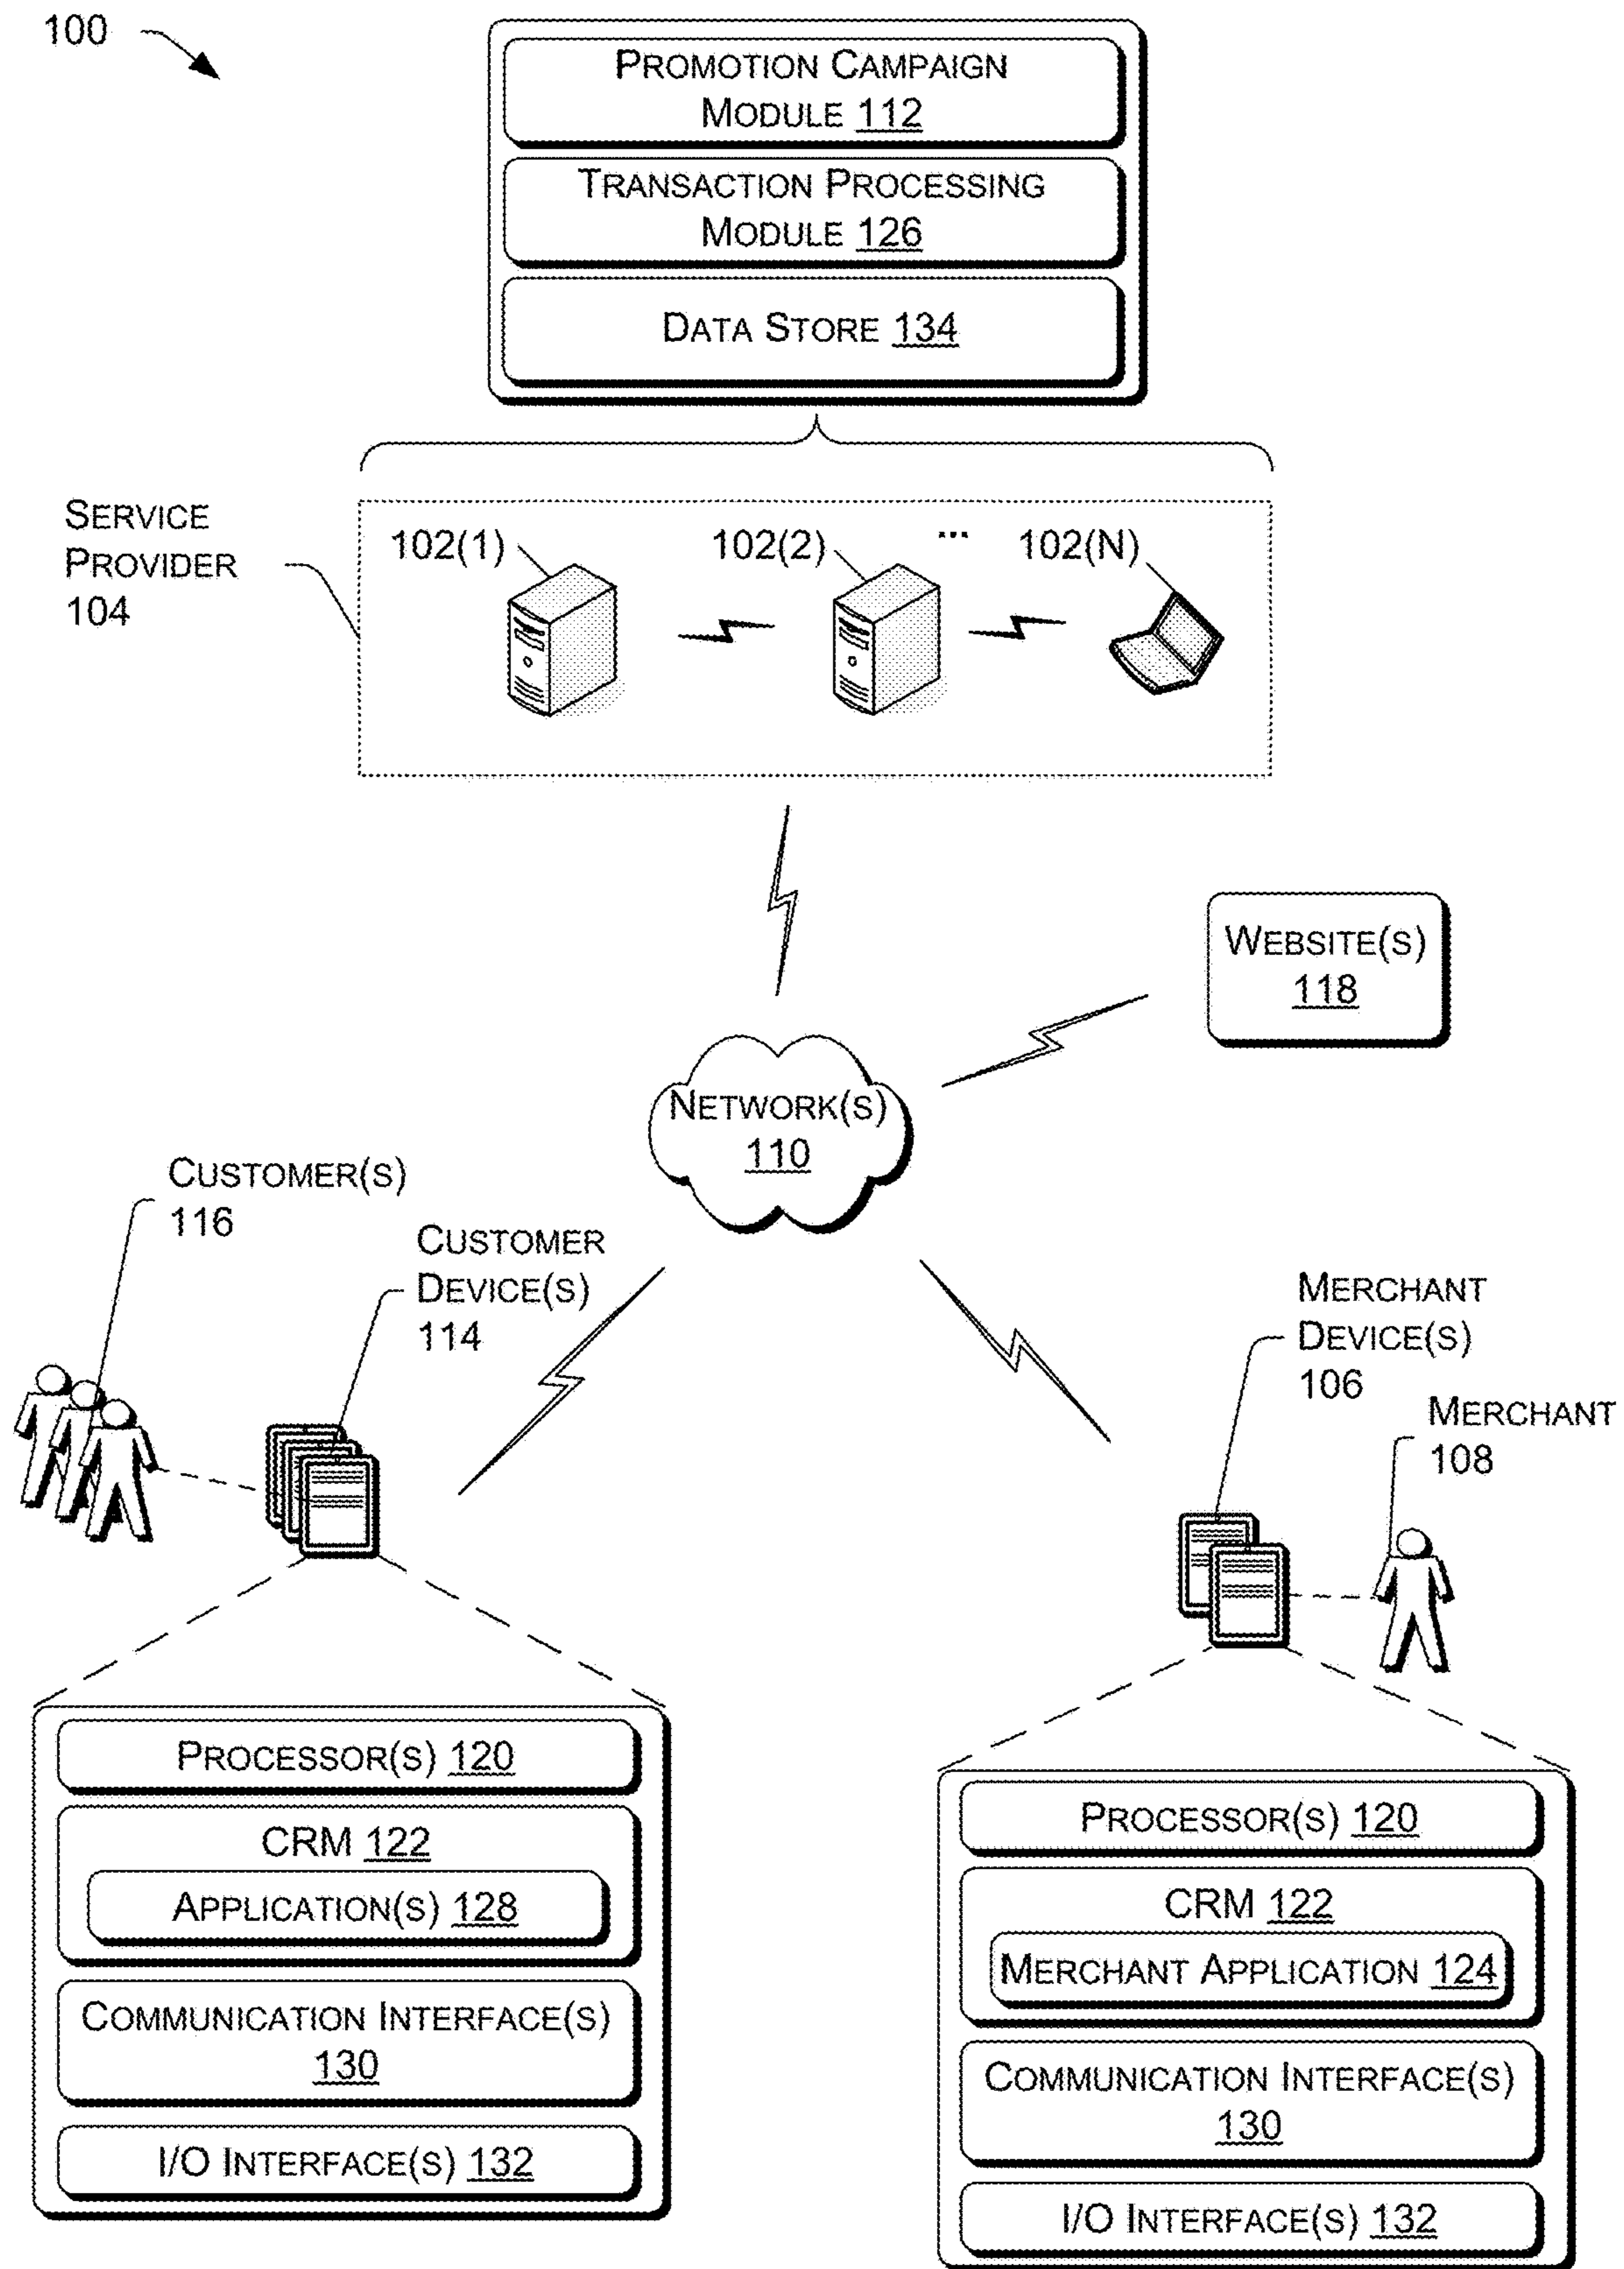 100
PROMOTION CAMPAIGN
MODULE 112
TRANSACTION PROCESSING
MODULE 126
DATA STORE 134
SERVICE
PROVIDER
104
102(1)
102(2)
...
102(N)
WEBSITE(S)
118
NETWORK(S)
110
CUSTOMER(S)
116
CUSTOMER
DEVICE(S)
114
MERCHANT
DEVICE(S)
106
MERCHANT
108
PROCESSOR(S) 120
CRM 122
APPLICATION(S) 128
COMMUNICATION INTERFACE(S)
130
I/O INTERFACE(S) 132
PROCESSOR(S) 120
CRM 122
MERCHANT APPLICATION 124
COMMUNICATION INTERFACE(S)
130
I/O INTERFACE(S) 132